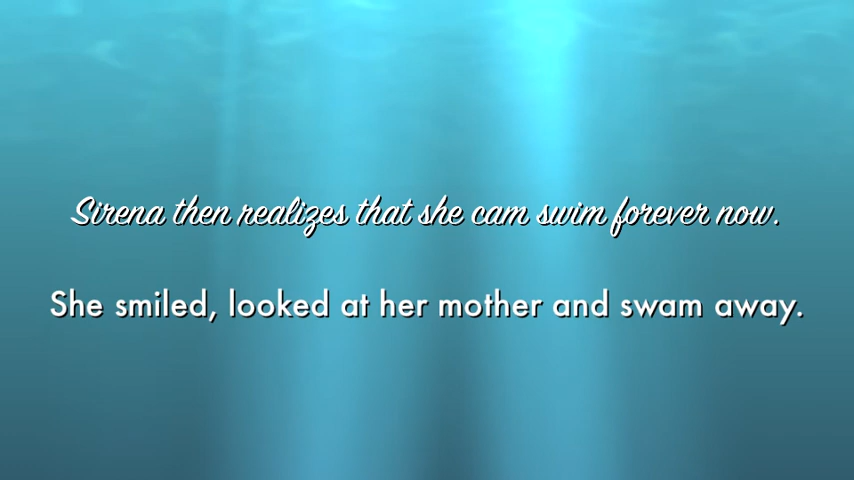 Sirena then realizes that she cam swim forever now.
She smiled, looked at her mother and swam away.